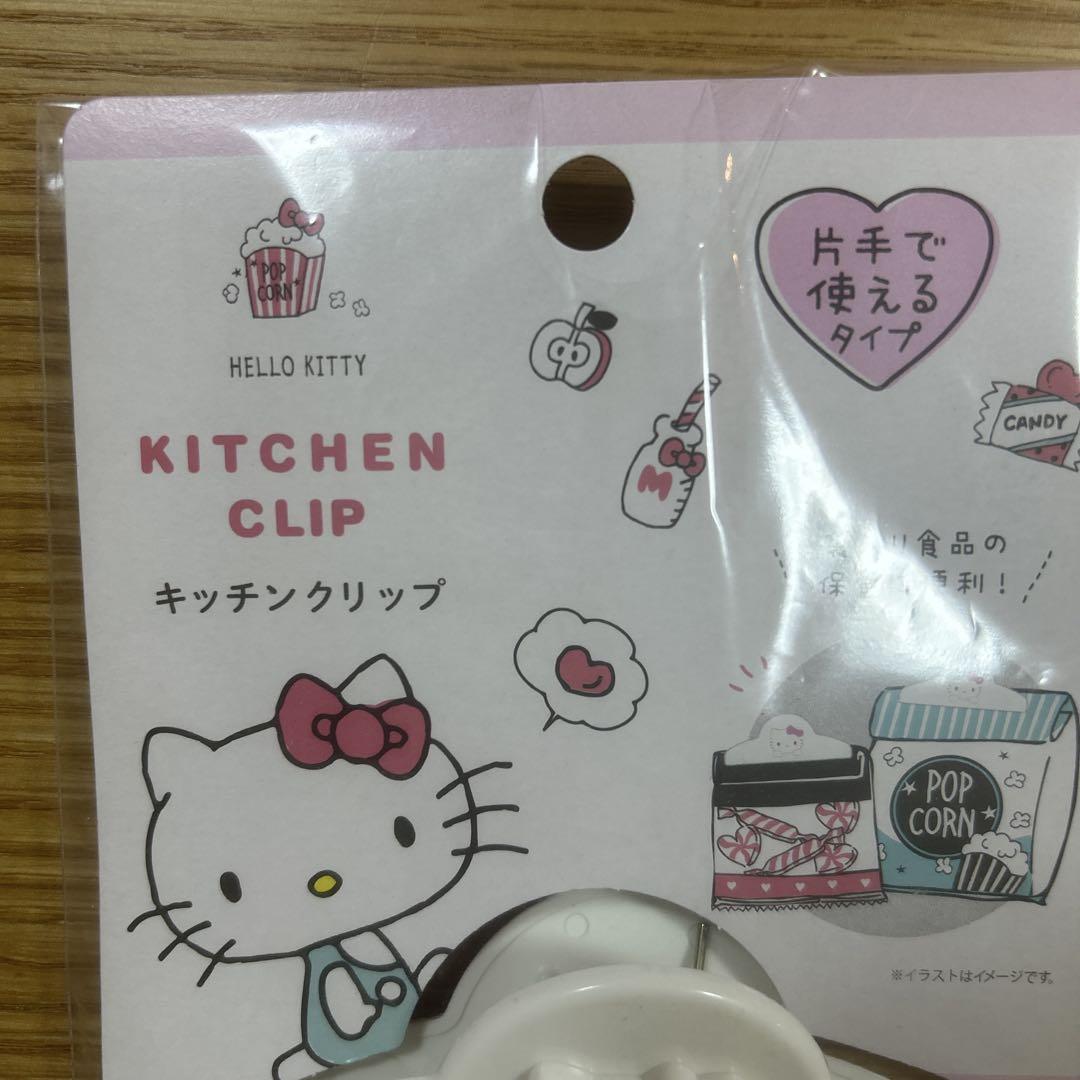 POP
CORN
HELLO KITTY
KITCHEN
CLIP
キッチンクリップ
片手で
使える
タイプ
M
CANDY
食品の
保 便利!
POP
CORN
※イラストはイメージです。